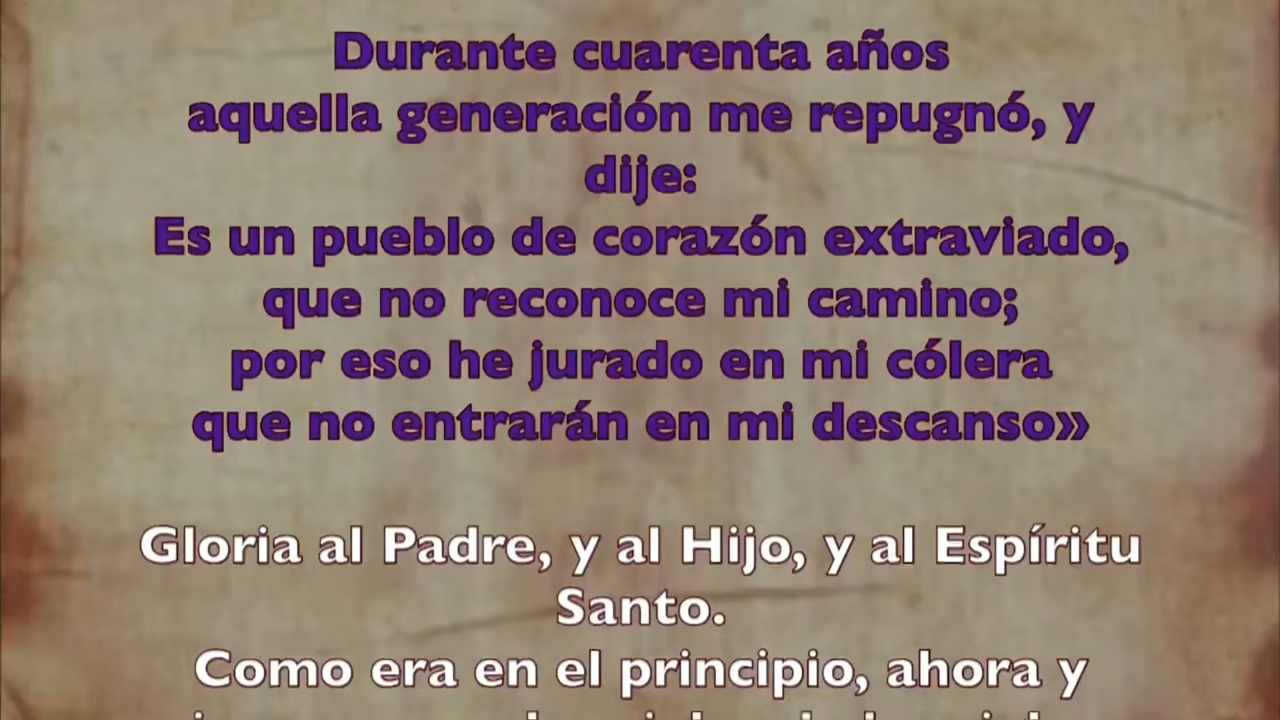 Durante cuarenta años
aquella generación me repugnó, y
dije:
Es un pueblo de corazón extraviado,
que no reconoce mi camino;
por eso he jurado en mi cólera
que no entrarán en mi descanso»
Gloria al Padre, y al Hijo, y al Espíritu
Santo.
Como era en el principio, ahora y